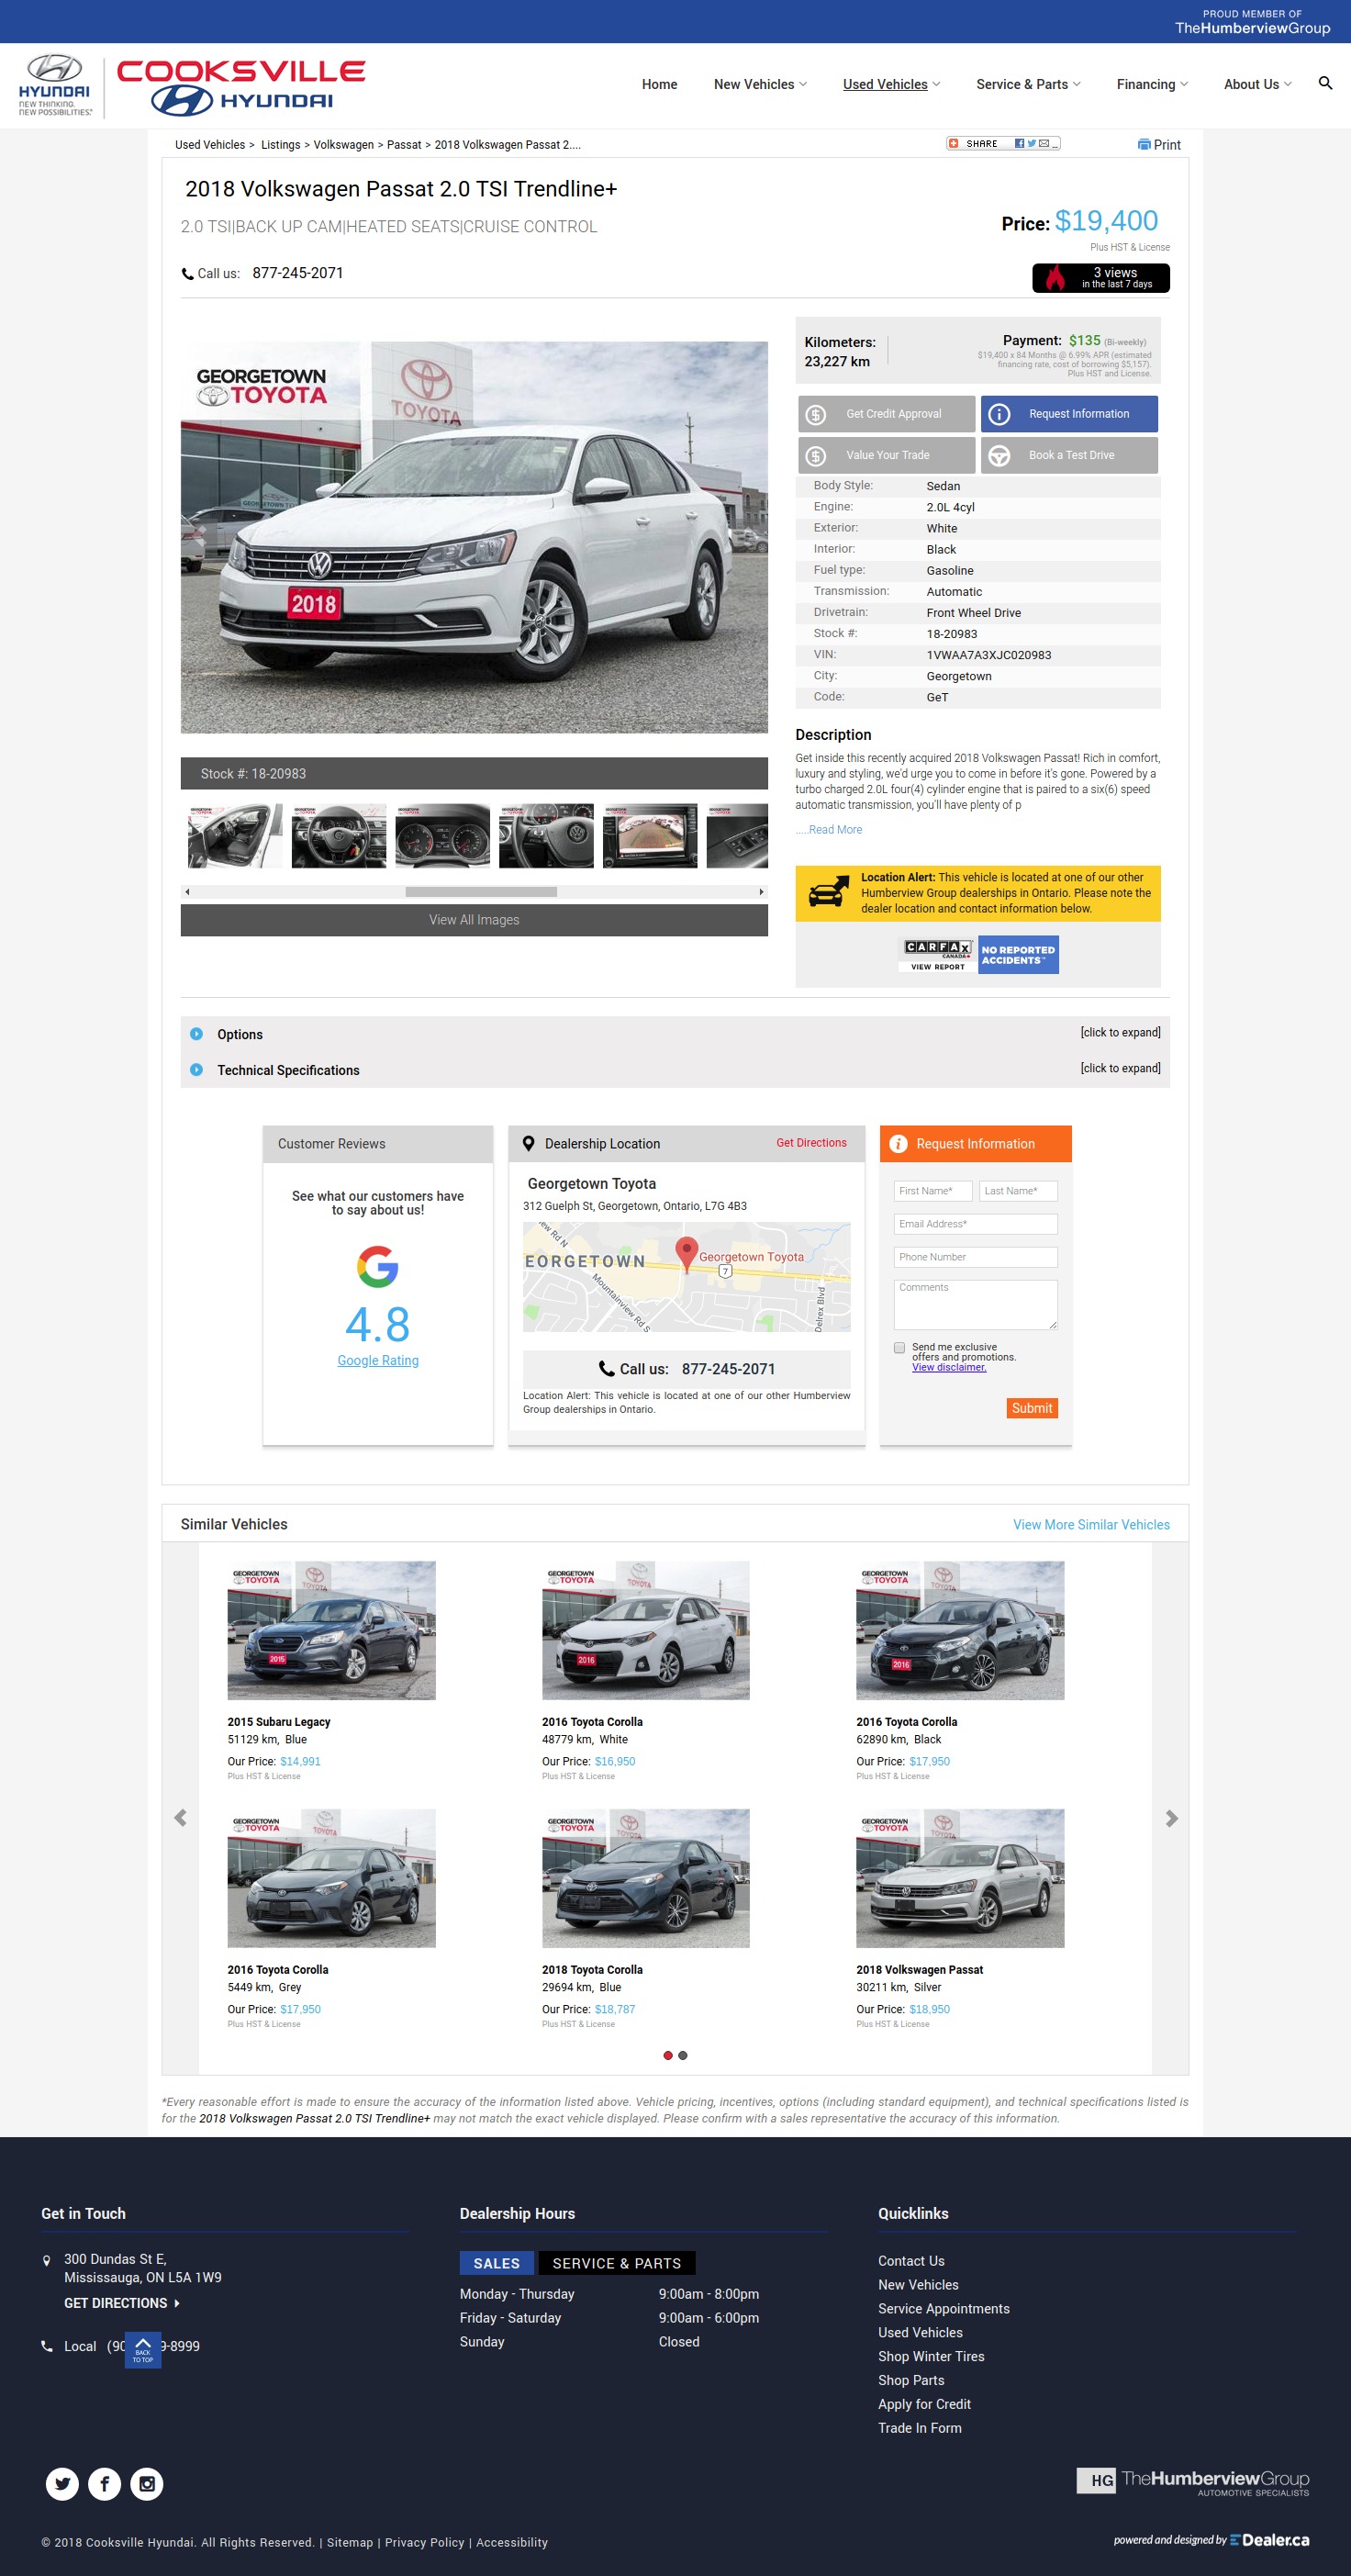 PROUD MEMBER OF
TheHumberviewGroup
HYUNDAI
NEW THINKING.
NEW POSSIBILITIES.
COOKSVILLE
HYUNDAI
Home
New Vehicles
Used Vehicles
Service & Parts
Financing
About Us
Used Vehicles > Listings > Volkswagen > Passat > 2018 Volkswagen Passat 2....
SHARE
Print
2018 Volkswagen Passat 2.0 TSI Trendline+
2.0 TSI|BACK UP CAM|HEATED SEATS|CRUISE CONTROL
Price: $19,400
Plus HST & License
Call us: 877-245-2071
3 views
in the last 7 days
GEORGETOWN
TOYOTA
TOYOTA
2018
Kilometers:
23,227 km
Payment: $135 (Bi-weekly)
$19,400 x 84 Months @ 6.99% APR (estimated
financing rate, cost of borrowing $5,157).
Plus HST and License.
Get Credit Approval
Request Information
Value Your Trade
Book a Test Drive
Body Style: Sedan
Engine: 2.0L 4cyl
Exterior: White
Interior: Black
Fuel type: Gasoline
Transmission: Automatic
Drivetrain: Front Wheel Drive
Stock #: 18-20983
VIN: 1VWAA7A3XJC020983
City: Georgetown
Code: GeT
Description
Get inside this recently acquired 2018 Volkswagen Passat! Rich in comfort,
luxury and styling, we'd urge you to come in before it's gone. Powered by a
turbo charged 2.0L four(4) cylinder engine that is paired to a six(6) speed
automatic transmission, you'll have plenty of p
.....Read More
Stock #: 18-20983
View All Images
Location Alert: This vehicle is located at one of our other
Humberview Group dealerships in Ontario. Please note the
dealer location and contact information below.
CARFAX
CANADA
VIEW REPORT
NO REPORTED
ACCIDENTS™
Options
[click to expand]
Technical Specifications
[click to expand]
Customer Reviews
See what our customers have
to say about us!
4.8
Google Rating
Dealership Location
Get Directions
Georgetown Toyota
312 Guelph St, Georgetown, Ontario, L7G 4B3
EORGETOWN
Georgetown Toyota
7
Mountainview Rd S
Delrex Blvd
Call us: 877-245-2071
Location Alert: This vehicle is located at one of our other Humberview
Group dealerships in Ontario.
Request Information
First Name*
Last Name*
Email Address*
Phone Number
Comments
Send me exclusive
offers and promotions.
View disclaimer.
Submit
Similar Vehicles
View More Similar Vehicles
GEORGETOWN
TOYOTA
2015
GEORGETOWN
TOYOTA
2016
GEORGETOWN
TOYOTA
2016
2015 Subaru Legacy
51129 km, Blue
Our Price: $14,991
Plus HST & License
2016 Toyota Corolla
48779 km, White
Our Price: $16,950
Plus HST & License
2016 Toyota Corolla
62890 km, Black
Our Price: $17,950
Plus HST & License
GEORGETOWN
TOYOTA
GEORGETOWN
TOYOTA
GEORGETOWN
TOYOTA
2016 Toyota Corolla
5449 km, Grey
Our Price: $17,950
Plus HST & License
2018 Toyota Corolla
29694 km, Blue
Our Price: $18,787
Plus HST & License
2018 Volkswagen Passat
30211 km, Silver
Our Price: $18,950
Plus HST & License
*Every reasonable effort is made to ensure the accuracy of the information listed above. Vehicle pricing, incentives, options (including standard equipment), and technical specifications listed is
for the 2018 Volkswagen Passat 2.0 TSI Trendline+ may not match the exact vehicle displayed. Please confirm with a sales representative the accuracy of this information.
Get in Touch
300 Dundas St E,
Mississauga, ON L5A 1W9
GET DIRECTIONS
Local (90 9-8999
BACK
TO TOP
Dealership Hours
SALES
SERVICE & PARTS
Monday - Thursday 9:00am - 8:00pm
Friday - Saturday 9:00am - 6:00pm
Sunday Closed
Quicklinks
Contact Us
New Vehicles
Service Appointments
Used Vehicles
Shop Winter Tires
Shop Parts
Apply for Credit
Trade In Form
HG TheHumberviewGroup
AUTOMOTIVE SPECIALISTS
© 2018 Cooksville Hyundai. All Rights Reserved. | Sitemap | Privacy Policy | Accessibility
powered and designed by EDealer.ca